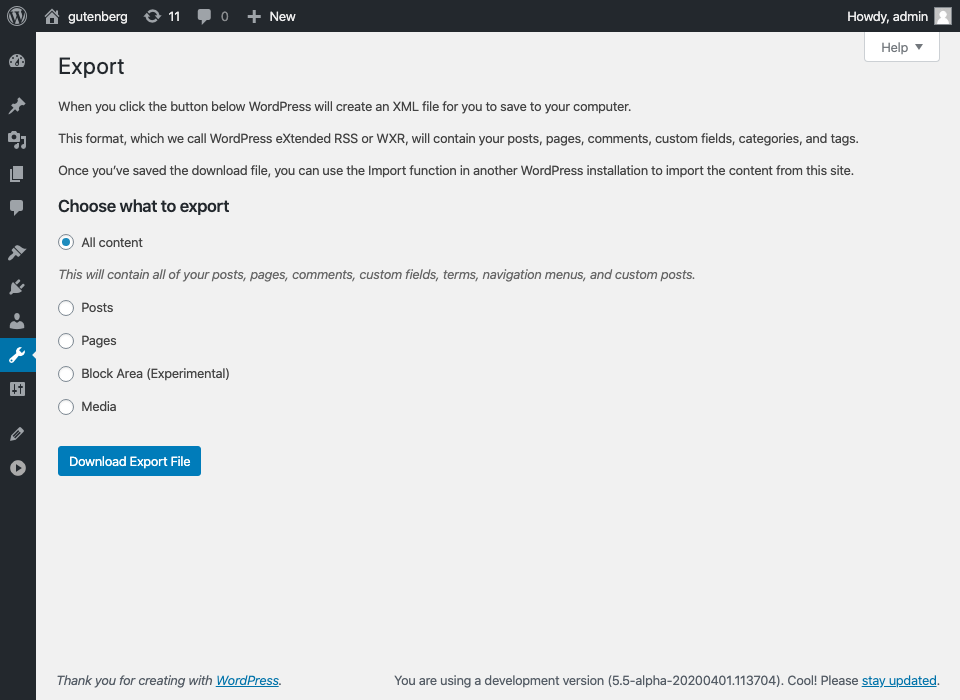 gutenberg 11 0 New Howdy, admin
Help
Export
When you click the button below WordPress will create an XML file for you to save to your computer.
This format, which we call WordPress eXtended RSS or WXR, will contain your posts, pages, comments, custom fields, categories, and tags.
Once you’ve saved the download file, you can use the Import function in another WordPress installation to import the content from this site.
Choose what to export
All content
This will contain all of your posts, pages, comments, custom fields, terms, navigation menus, and custom posts.
Posts
Pages
Block Area (Experimental)
Media
Download Export File
Thank you for creating with WordPress. You are using a development version (5.5-alpha-20200401.113704). Cool! Please stay updated.